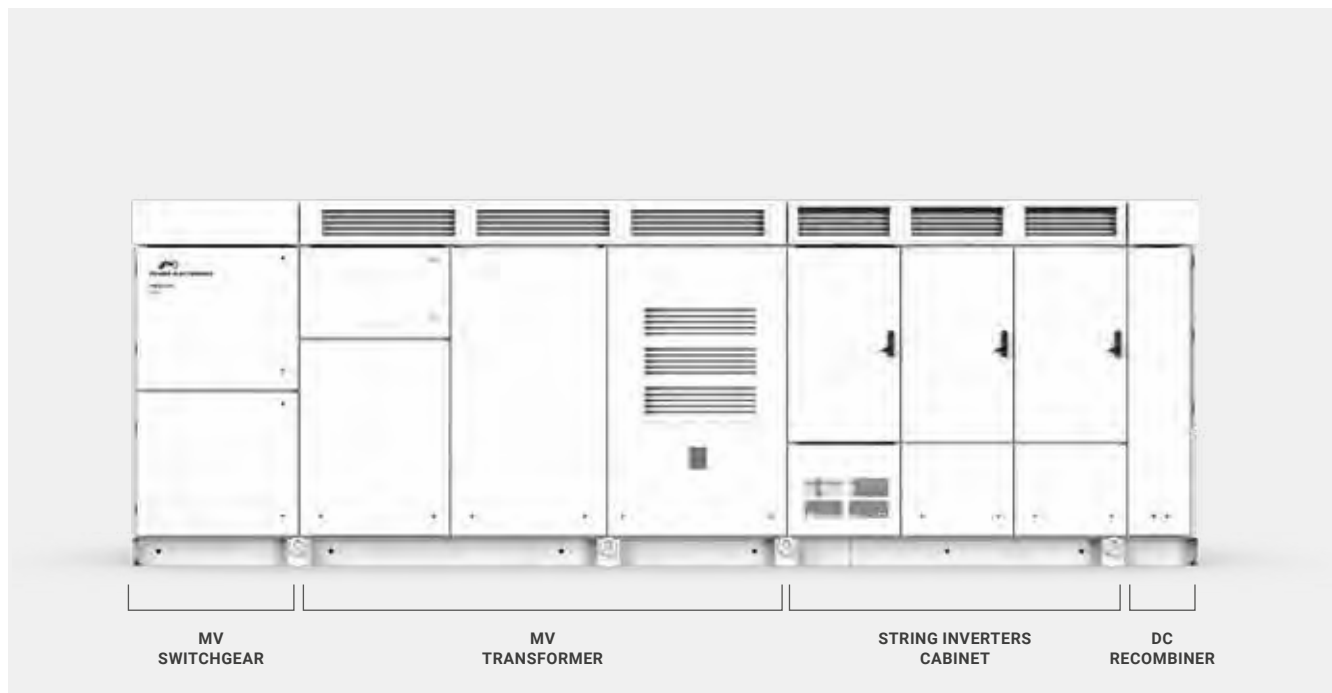 MV
SWITCHGEAR
MV
TRANSFORMER
STRING INVERTERS
CABINET
DC
RECOMBINER